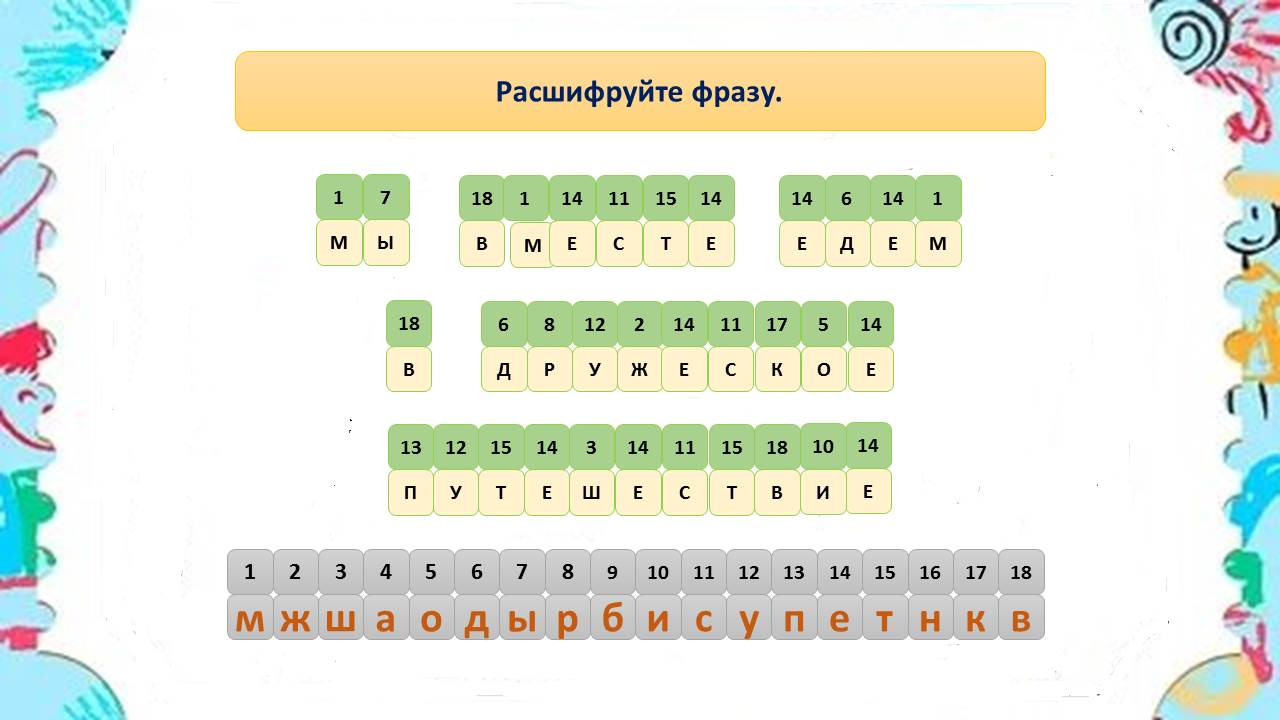 Расшифруйте фразу.
1 7 18 1 14 11 15 14 14 6 14 1
М Ы В М Е С Т Е Е Д Е М
18 6 8 12 2 14 11 17 5 14
В Д Р У Ж Е С К О Е
13 12 15 14 3 14 11 15 18 10 14
П У Т Е Ш Е С Т В И Е
1 2 3 4 5 6 7 8 9 10 11 12 13 14 15 16 17 18
м ж ш а о д ы р б и с у п е т н к в